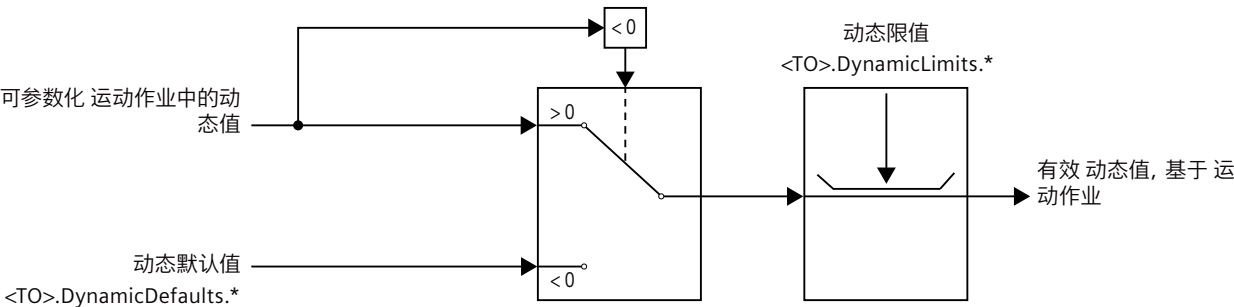 < 0
动态限值
<TO>.DynamicLimits.*
可参数化 运动作业中的动
态值
> 0
有效 动态值, 基于 运
动作业
动态默认值
<TO>.DynamicDefaults.*
< 0